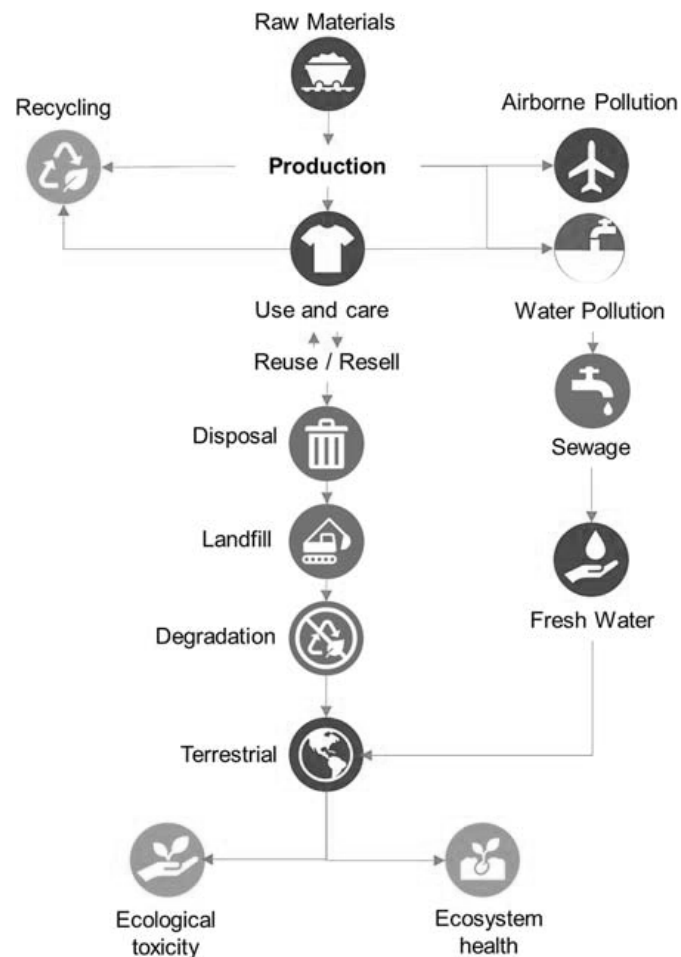 Raw Materials
Recycling
Airborne Pollution
Production
Use and care
Water Pollution
Reuse / Resell
Disposal
Sewage
Landfill
Fresh Water
Degradation
Terrestrial
Ecological
toxicity
Ecosystem
health